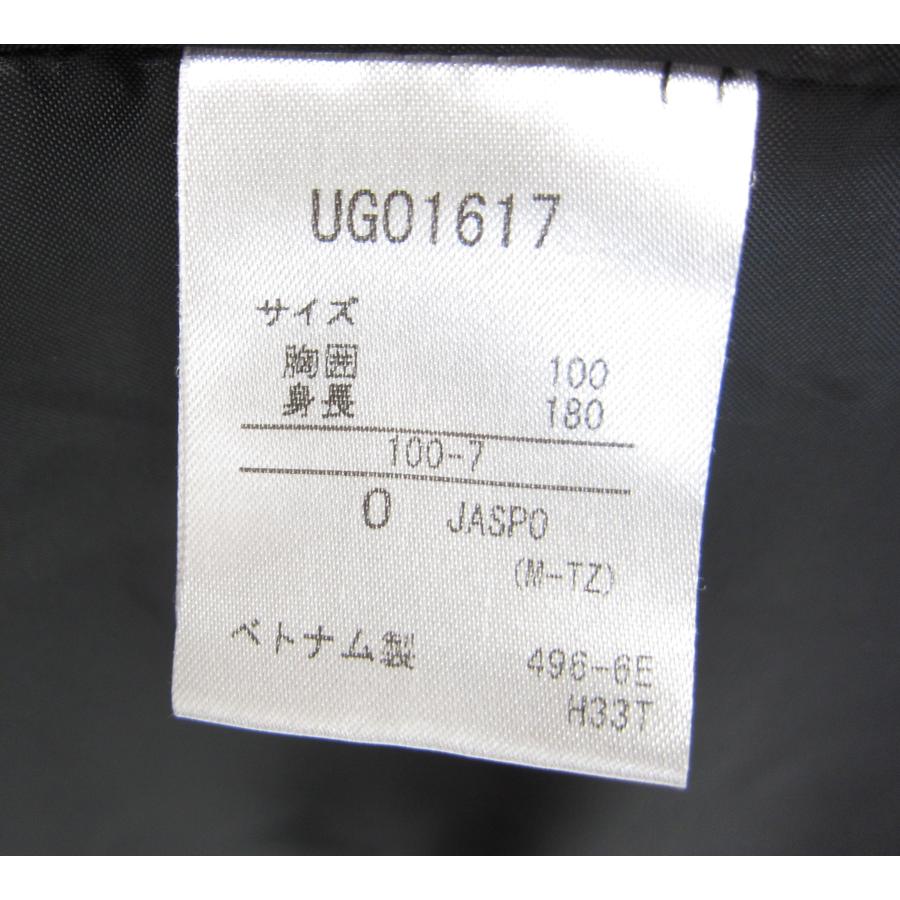 UG01617
サイズ
胸囲 100
身長 180
100-7
O JASPO
(M-TZ)
ベトナム製 496-6E
H33T